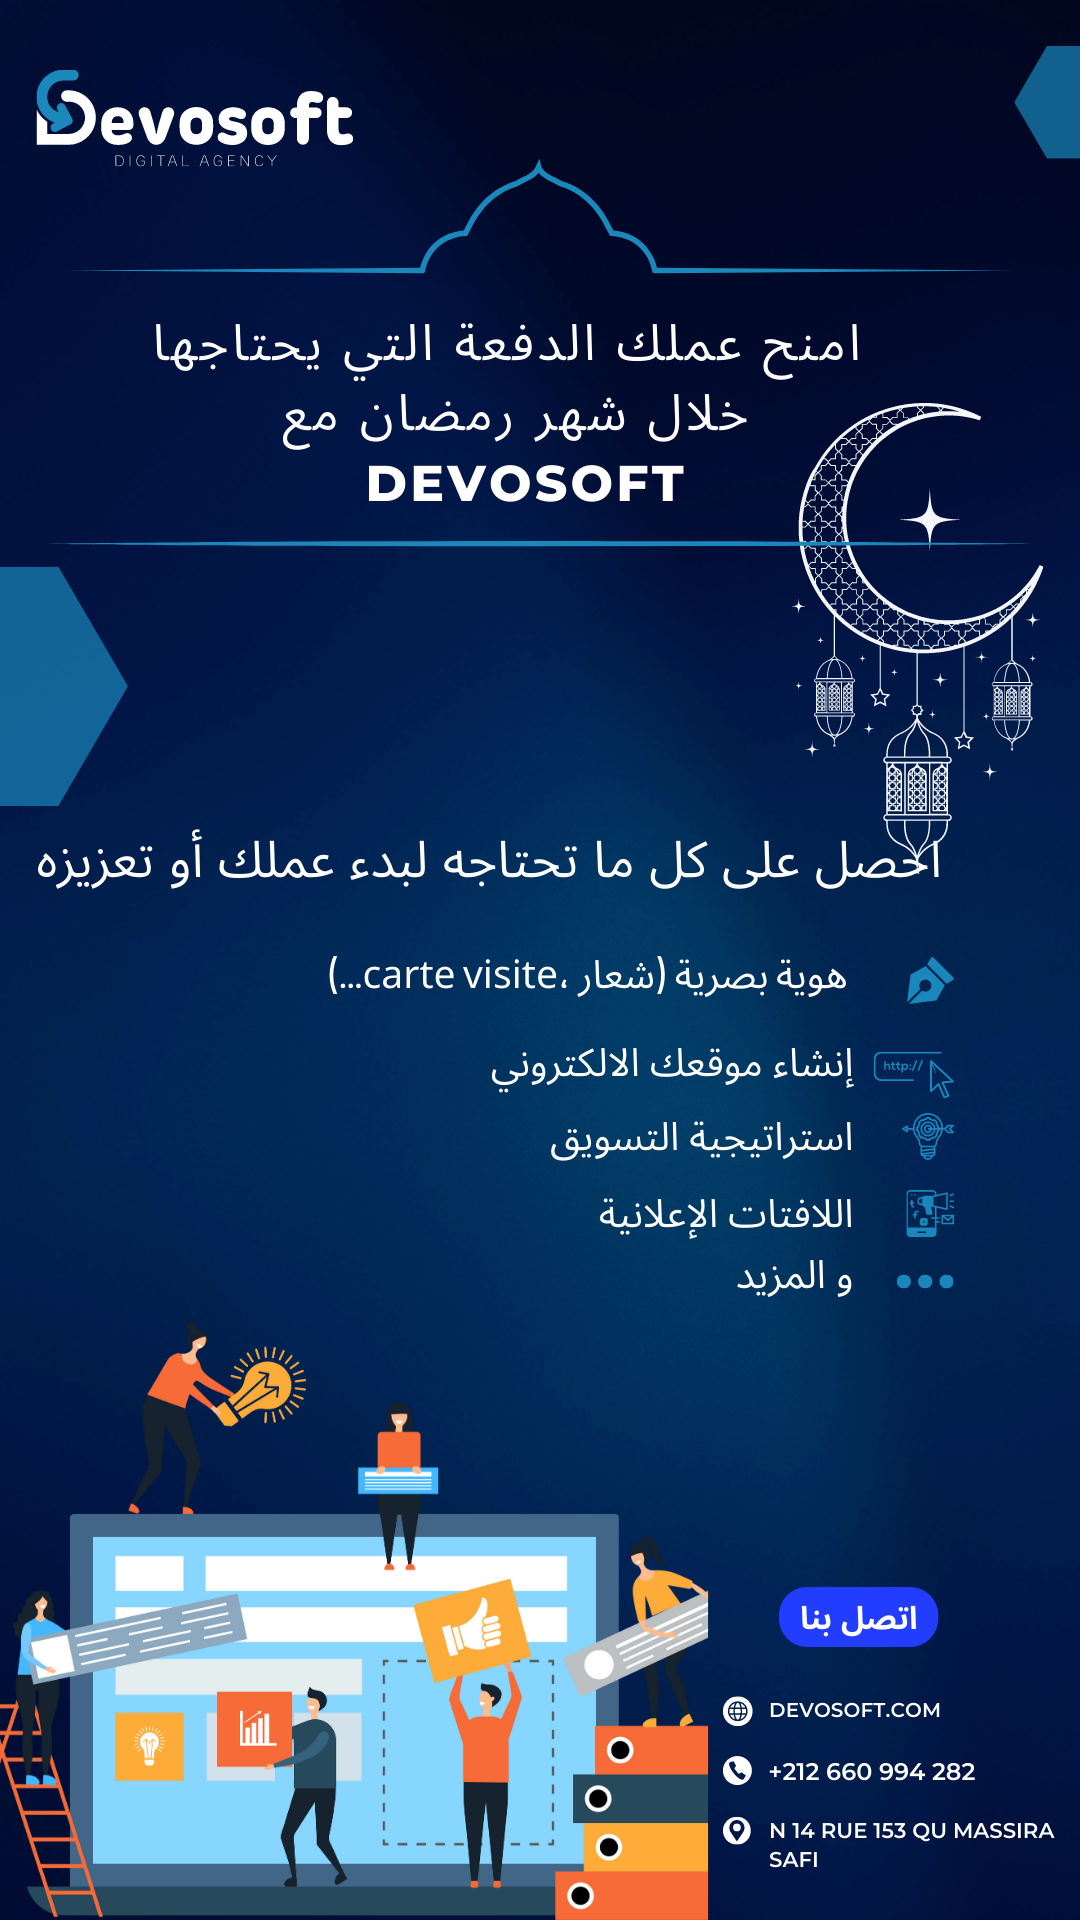 Devosoft
DIGITAL AGENCY
امنح عملك الدفعة التي يحتاجها
خلال شهر رمضان مع
DEVOSOFT
احصل على كل ما تحتاجه لبدء عملك أو تعزيزه
هوية بصرية (شعار ،carte visite...)
إنشاء موقعك الالكتروني
http://
استراتيجية التسويق
اللافتات الإعلانية
و المزيد
اتصل بنا
DEVOSOFT.COM
+212 660 994 282
N 14 RUE 153 QU MASSIRA
SAFI